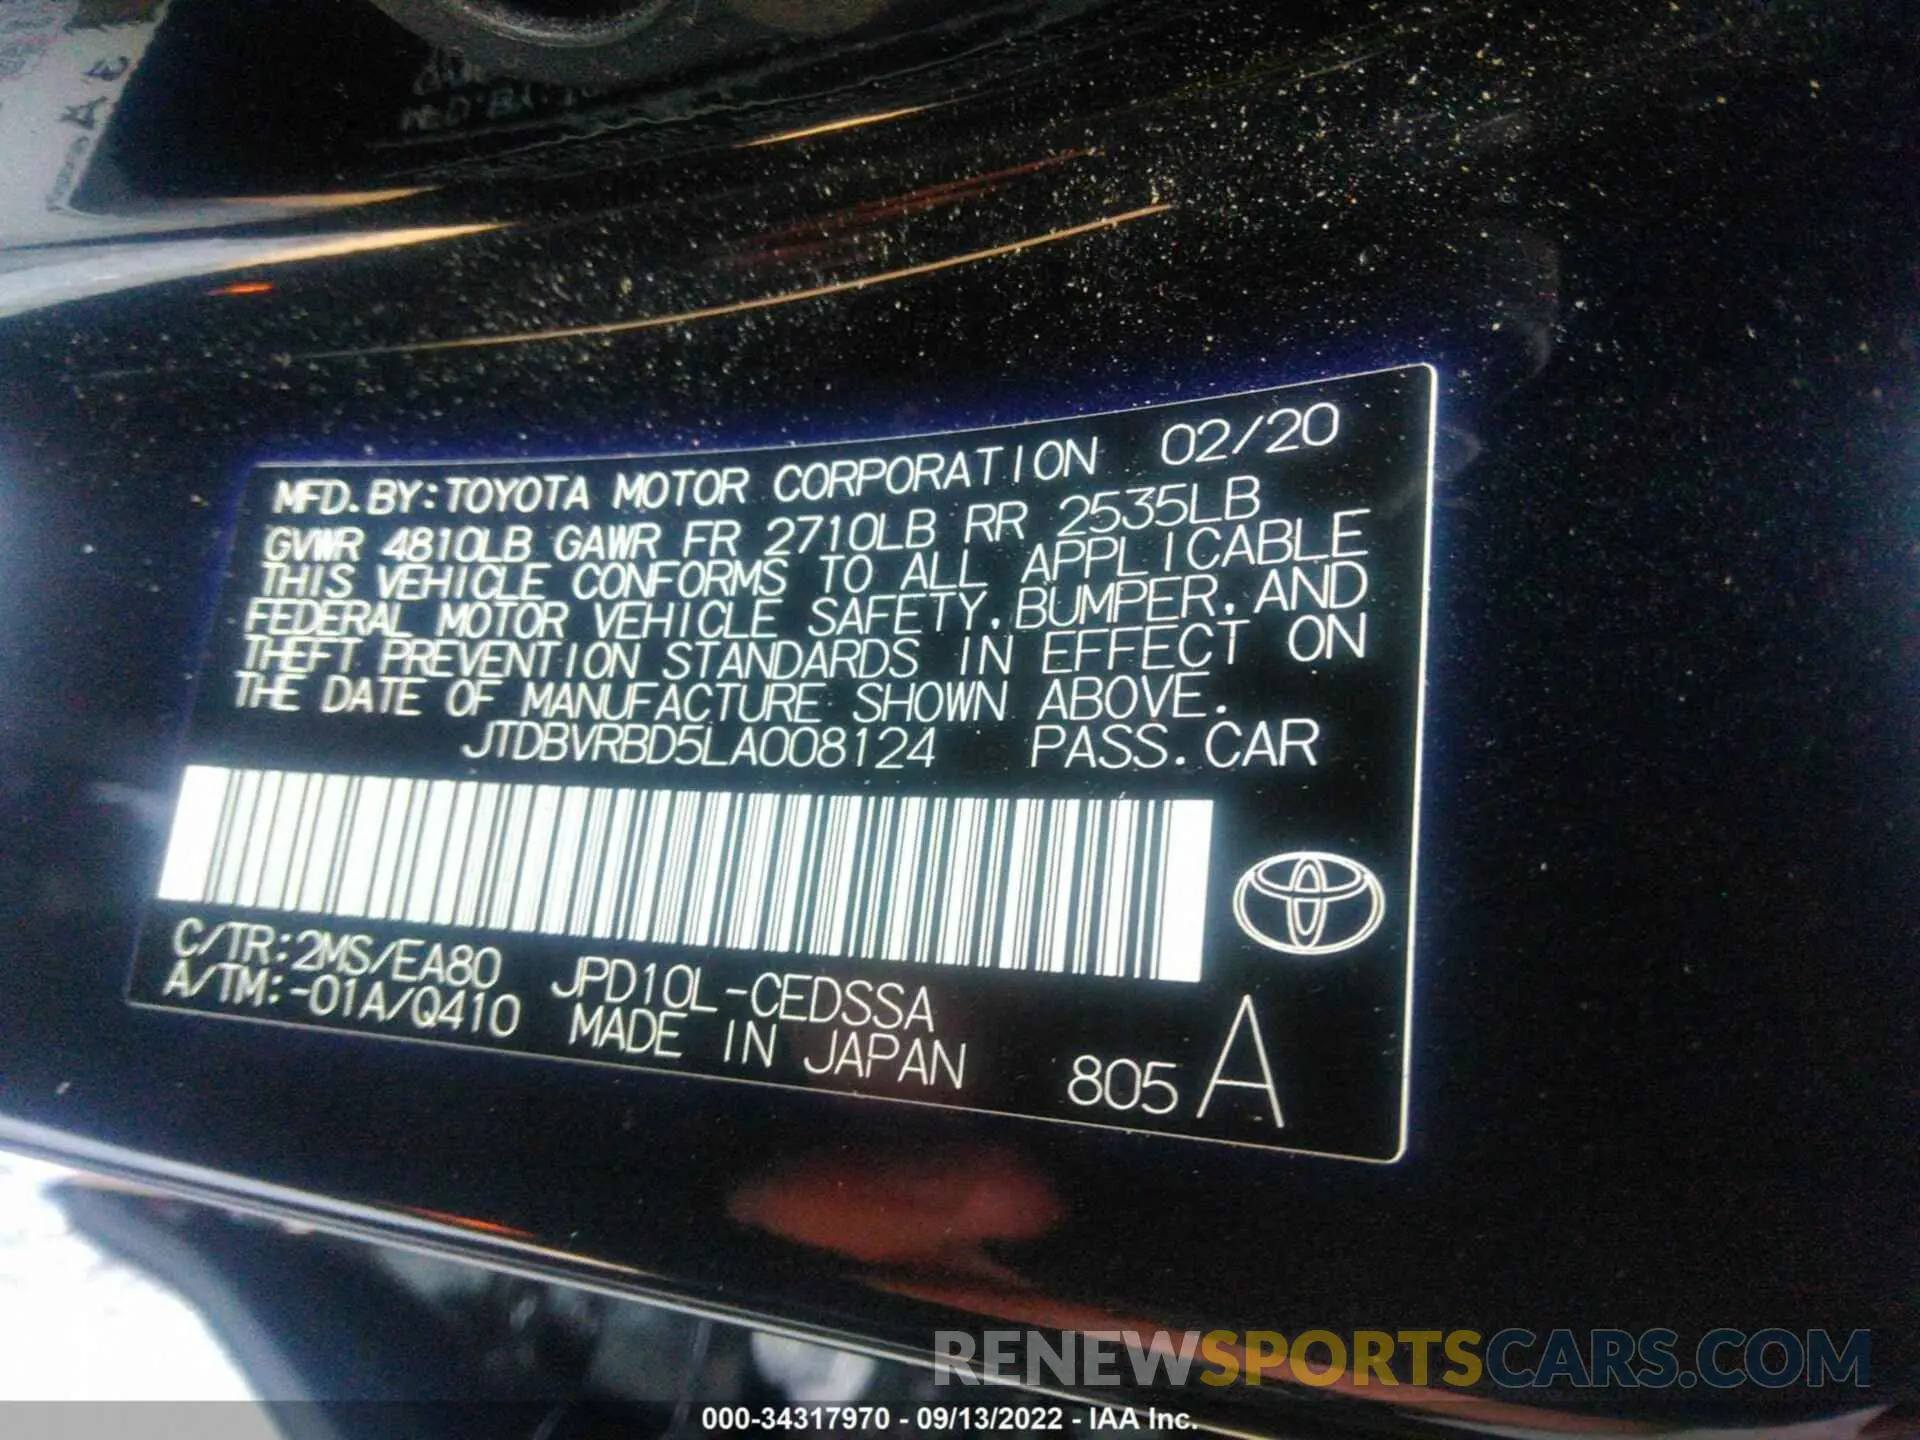 MFD. BY: TOYOTA MOTOR CORPORATION 02/20
GVWR 4810LB GAWR FR 2710LB RR 2535LB
THIS VEHICLE CONFORMS TO ALL APPLICABLE
FEDERAL MOTOR VEHICLE SAFETY, BUMPER, AND
THEFT PREVENTION STANDARDS IN EFFECT ON
THE DATE OF MANUFACTURE SHOWN ABOVE.
JTDBVRBD5LA008124 PASS. CAR
C/TR: 2MS/EA80 JPD10L-CEDSSA
A/TM: -01A/Q410 MADE IN JAPAN 805 A
RENEWSPORTSCARS.COM
000-34317970 - 09/13/2022 - IAA Inc.